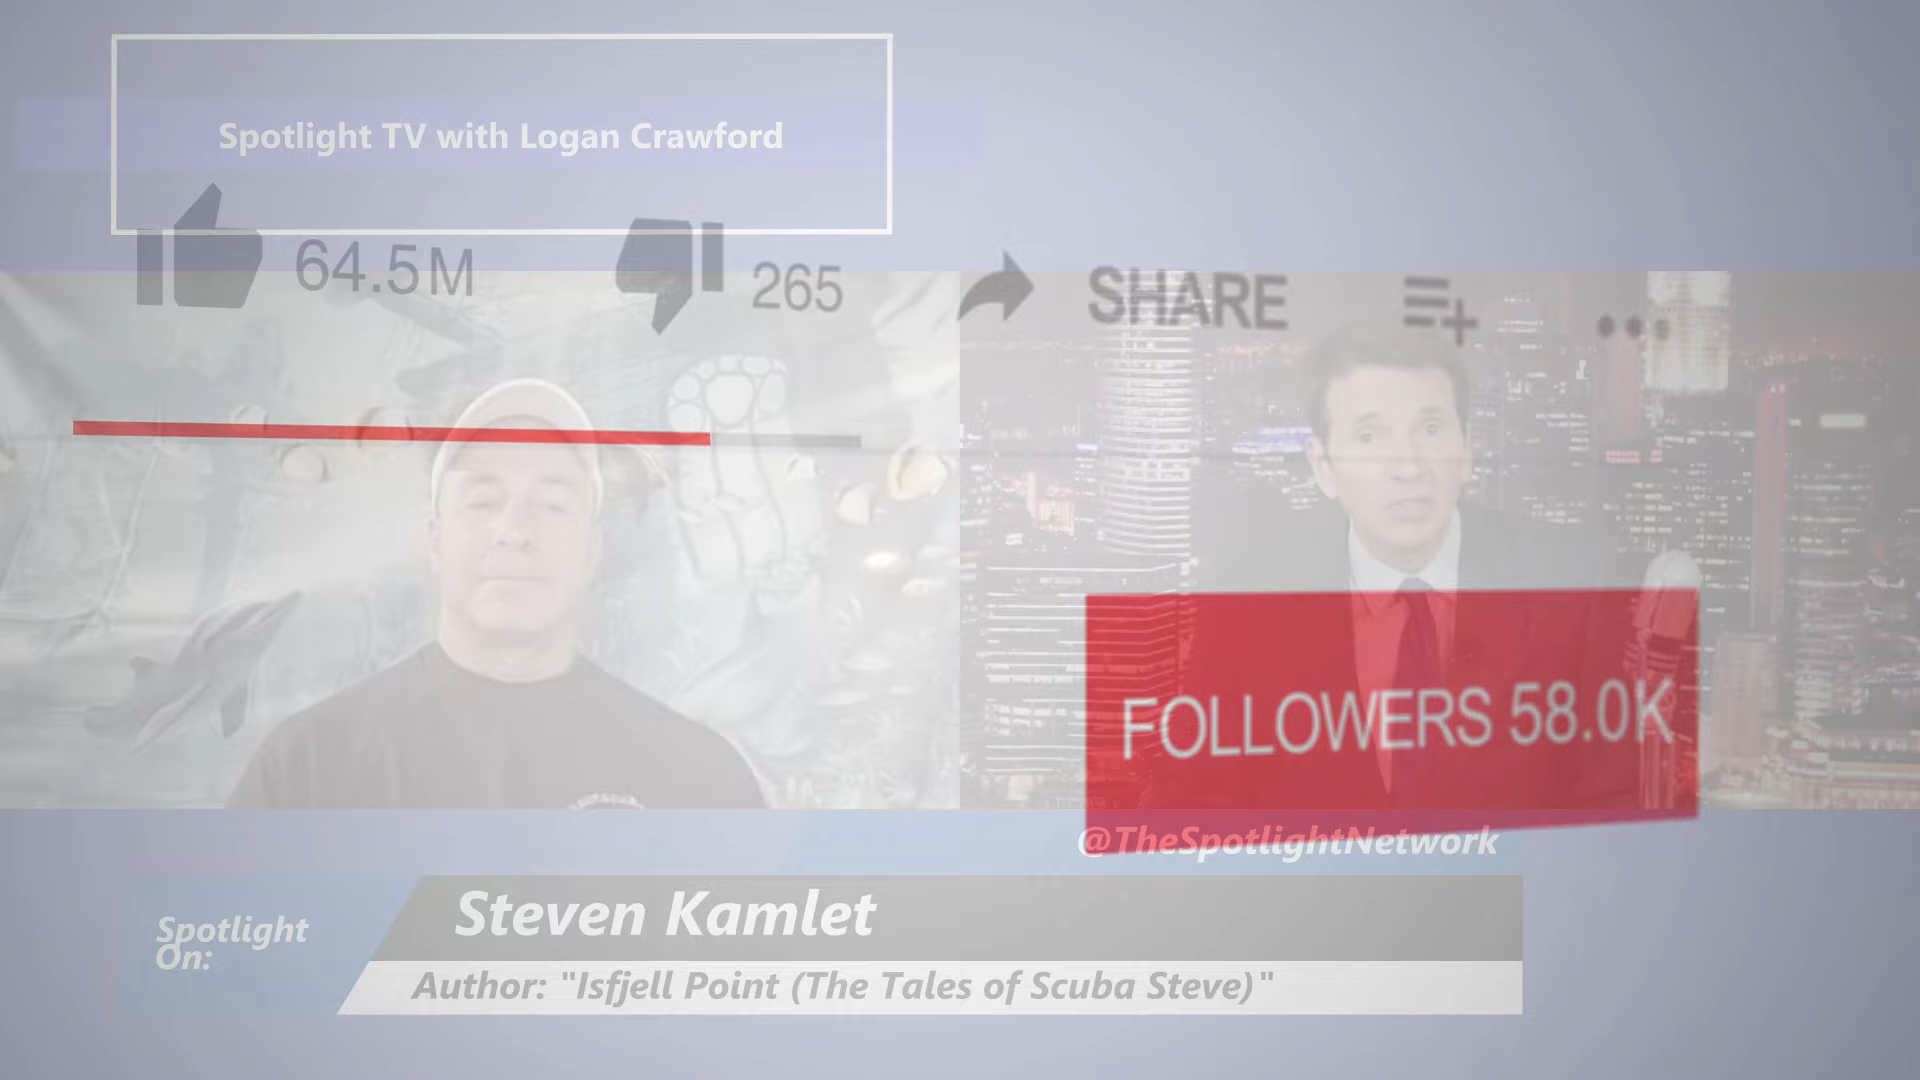 Spotlight TV with Logan Crawford
64.5M
265
SHARE
FOLLOWERS 58.0K
@TheSpotlightNetwork
Spotlight
On:
Steven Kamlet
Author: "Isfjell Point (The Tales of Scuba Steve)"